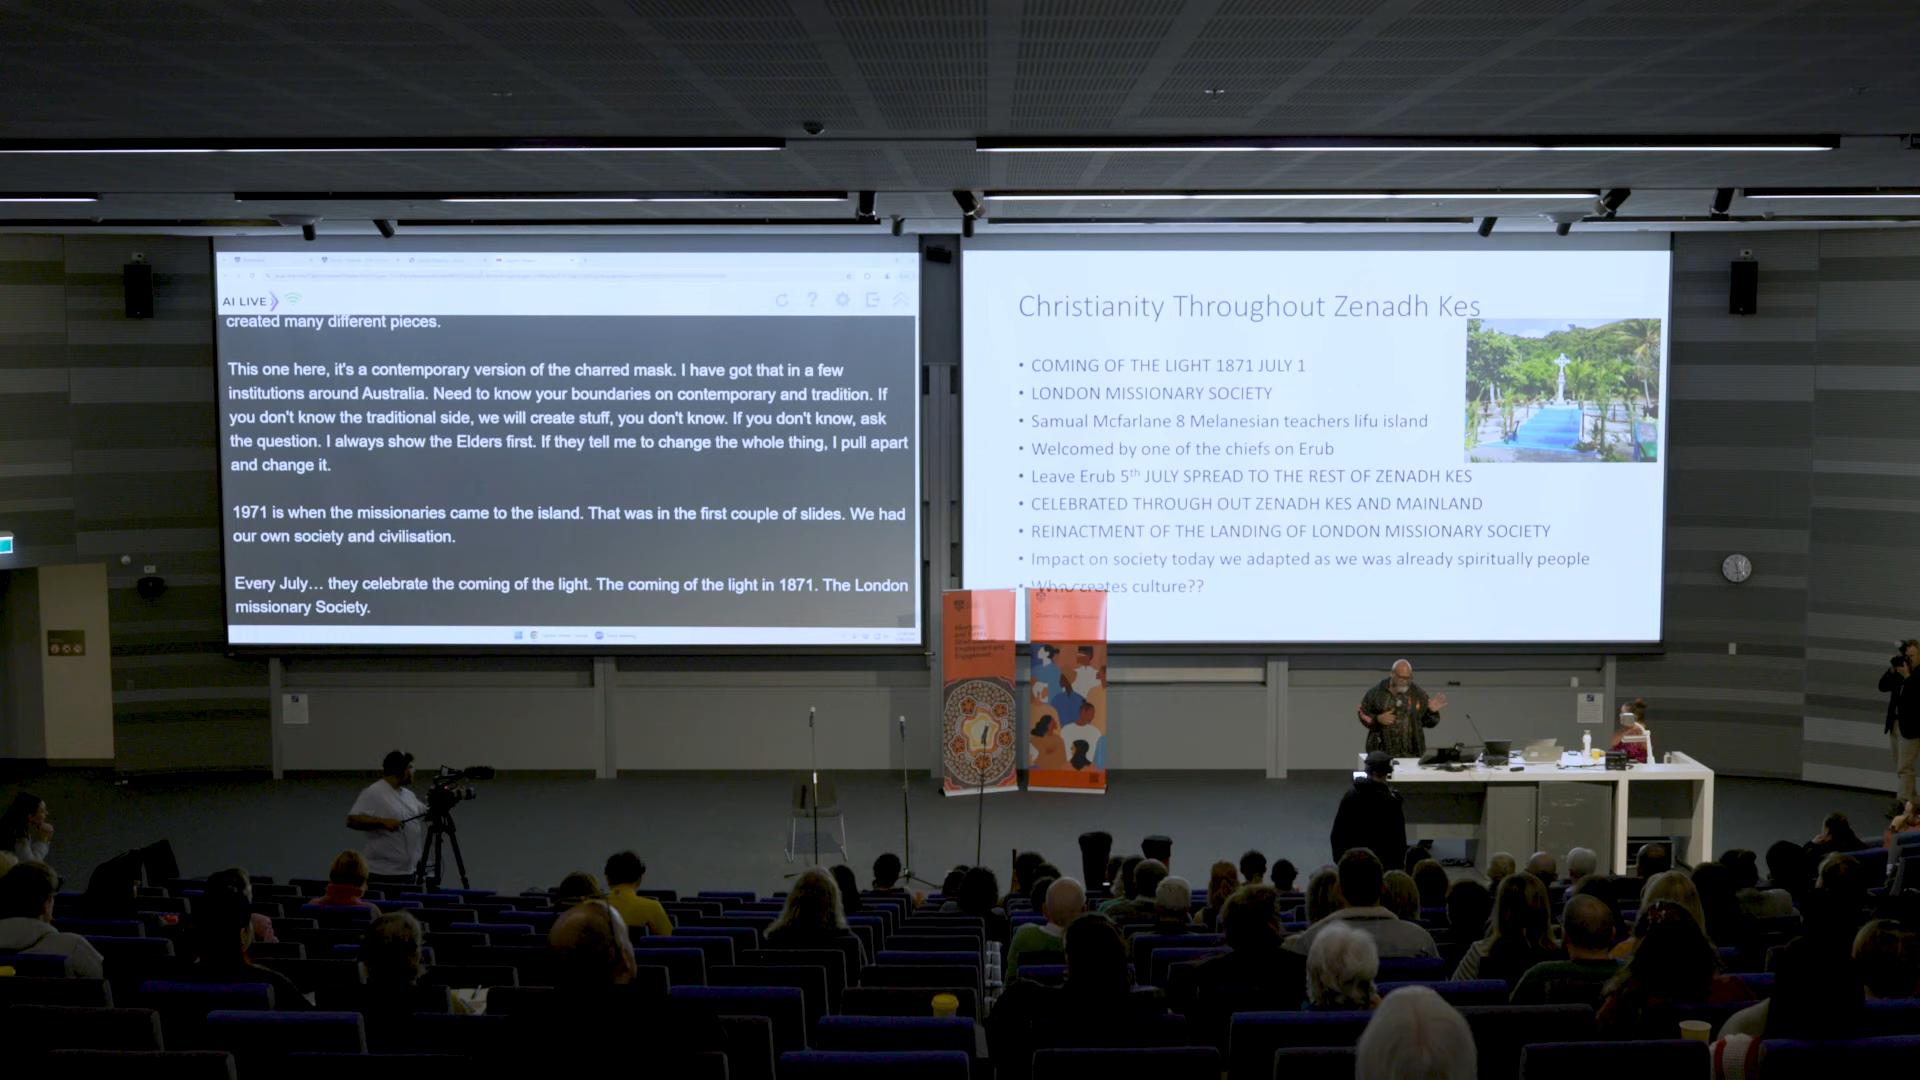 AI LIVE
created many different pieces.
This one here, it's a contemporary version of the charred mask. I have got that in a few
institutions around Australia. Need to know your boundaries on contemporary and tradition. If
you don't know the traditional side, we will create stuff, you don't know. If you don't know, ask
the question. I always show the Elders first. If they tell me to change the whole thing, I pull apart
and change it.
1971 is when the missionaries came to the island. That was in the first couple of slides. We had
our own society and civilisation.
Every July... they celebrate the coming of the light. The coming of the light in 1871. The London
missionary Society.
Christianity Throughout Zenadh Kes
• COMING OF THE LIGHT 1871 JULY 1
• LONDON MISSIONARY SOCIETY
• Samual Mcfarlane 8 Melanesian teachers lifu island
• Welcomed by one of the chiefs on Erub
• Leave Erub 5th JULY SPREAD TO THE REST OF ZENADH KES
• CELEBRATED THROUGH OUT ZENADH KES AND MAINLAND
• REINACTMENT OF THE LANDING OF LONDON MISSIONARY SOCIETY
• Impact on society today we adapted as we was already spiritually people
• Who creates culture??